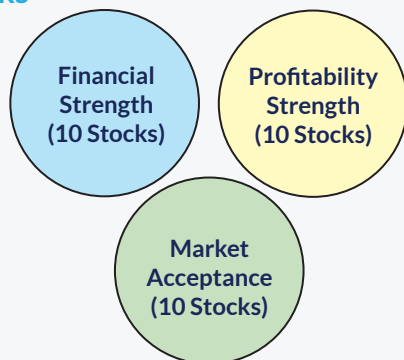 Financial
Strength
(10 Stocks)
Profitability
Strength
(10 Stocks)
Market
Acceptance
(10 Stocks)